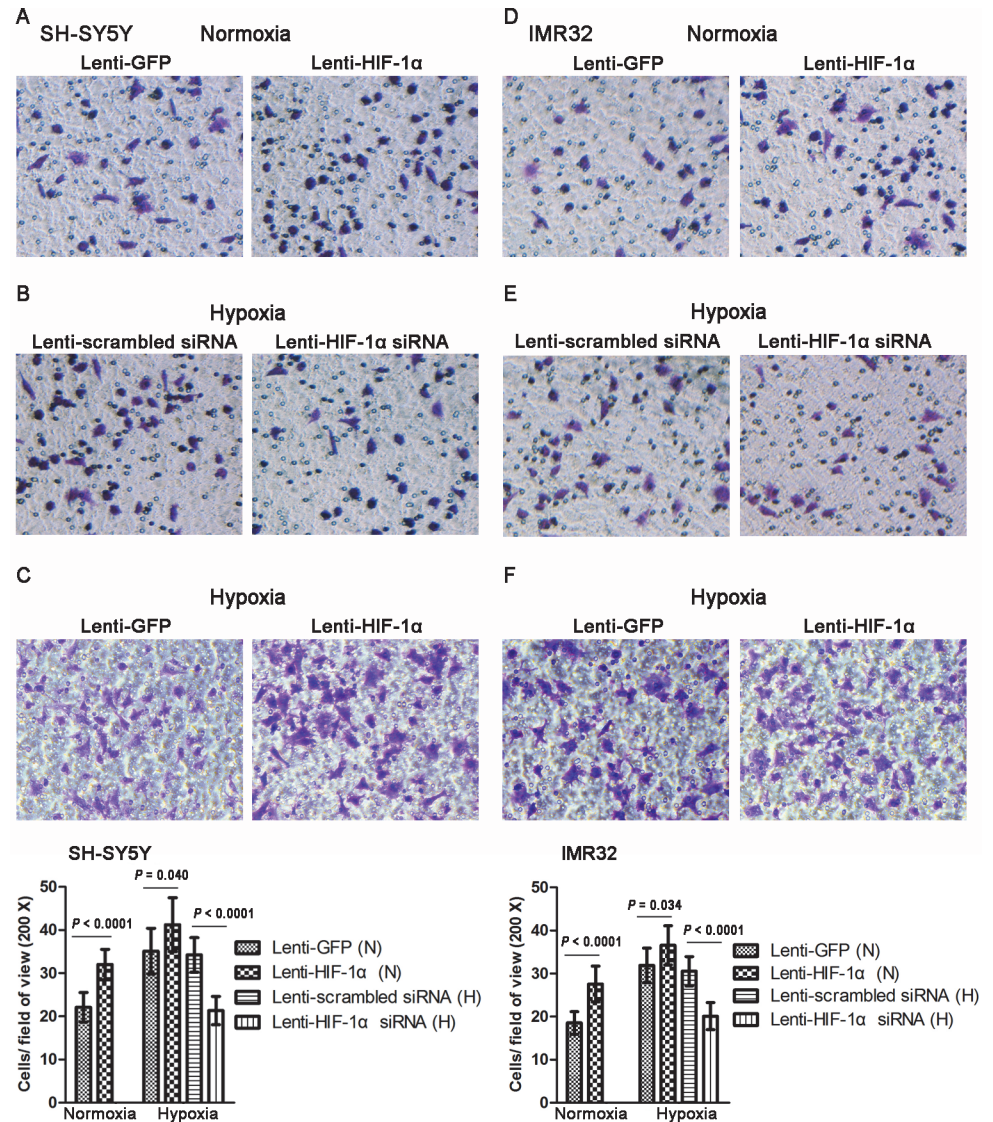 A
SH-SY5Y Normoxia
Lenti-GFP Lenti-HIF-1α
B
Hypoxia
Lenti-scrambled siRNA Lenti-HIF-1α siRNA
C
Hypoxia
Lenti-GFP Lenti-HIF-1α
SH-SY5Y
Cells/ field of view (200 X)
50
40
30
20
10
0
P < 0.0001
P = 0.040
P < 0.0001
Normoxia Hypoxia
Lenti-GFP (N)
Lenti-HIF-1α (N)
Lenti-scrambled siRNA (H)
Lenti-HIF-1α siRNA (H)
D
IMR32 Normoxia
Lenti-GFP Lenti-HIF-1α
E
Hypoxia
Lenti-scrambled siRNA Lenti-HIF-1α siRNA
F
Hypoxia
Lenti-GFP Lenti-HIF-1α
IMR32
Cells/ field of view (200 X)
50
40
30
20
10
0
P < 0.0001
P = 0.034
P < 0.0001
Normoxia Hypoxia
Lenti-GFP (N)
Lenti-HIF-1α (N)
Lenti-scrambled siRNA (H)
Lenti-HIF-1α siRNA (H)